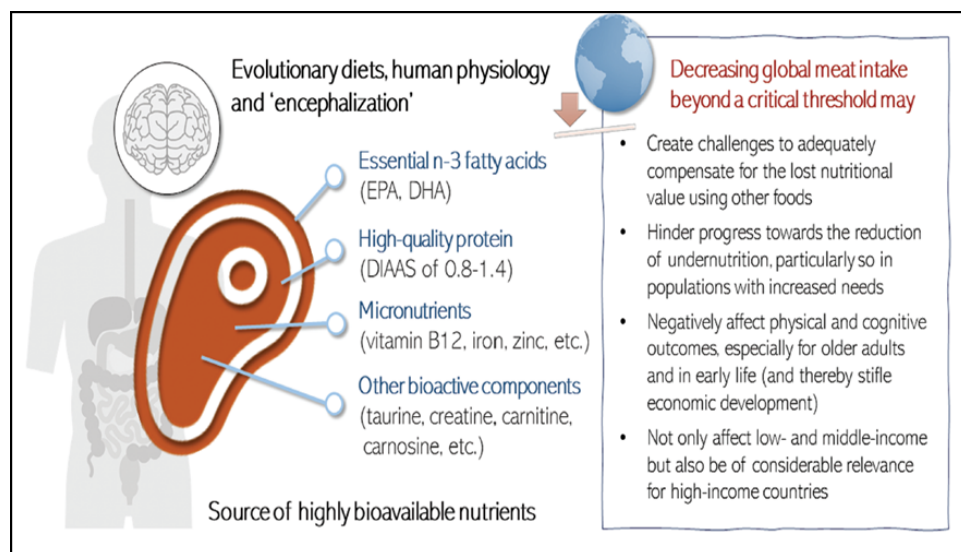 Evolutionary diets, human physiology
and 'encephalization'
Essential n-3 fatty acids
(EPA, DHA)
High-quality protein
(DIAAS of 0.8-1.4)
Micronutrients
(vitamin B12, iron, zinc, etc.)
Other bioactive components
(taurine, creatine, carnitine,
carnosine, etc.)
Source of highly bioavailable nutrients
Decreasing global meat intake
beyond a critical threshold may
• Create challenges to adequately
compensate for the lost nutritional
value using other foods
• Hinder progress towards the reduction
of undernutrition, particularly so in
populations with increased needs
• Negatively affect physical and cognitive
outcomes, especially for older adults
and in early life (and thereby stifle
economic development)
• Not only affect low- and middle-income
but also be of considerable relevance
for high-income countries